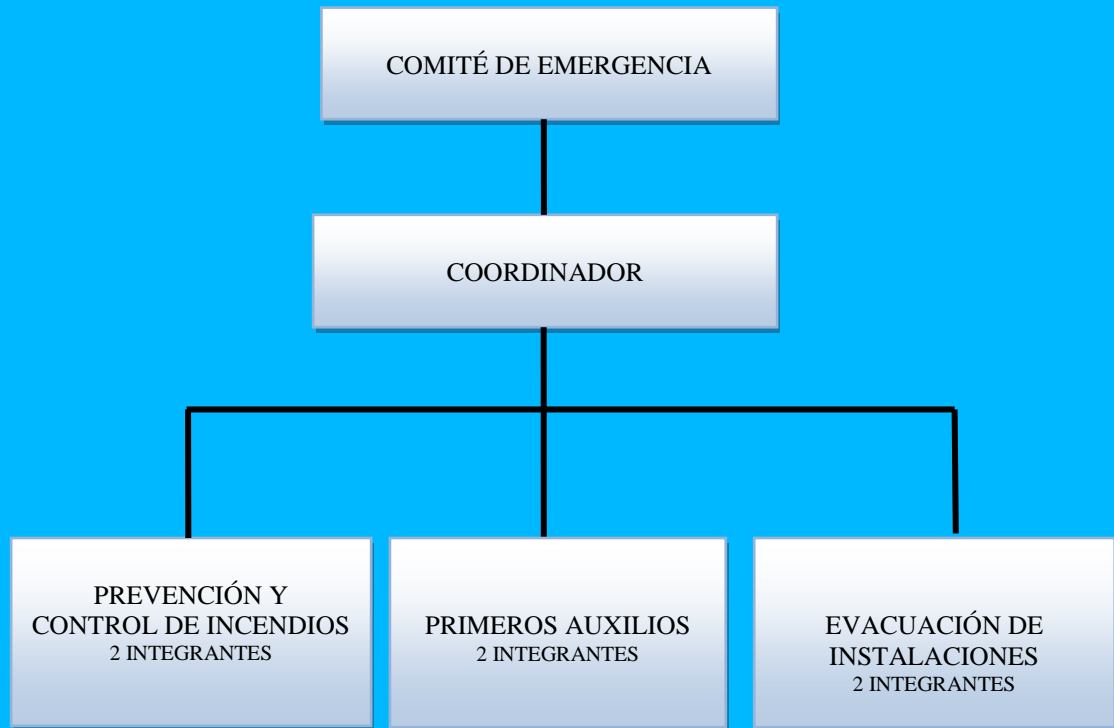 COMITÉ DE EMERGENCIA
COORDINADOR
PREVENCIÓN Y
CONTROL DE INCENDIOS
2 INTEGRANTES
PRIMEROS AUXILIOS
2 INTEGRANTES
EVACUACIÓN DE
INSTALACIONES
2 INTEGRANTES